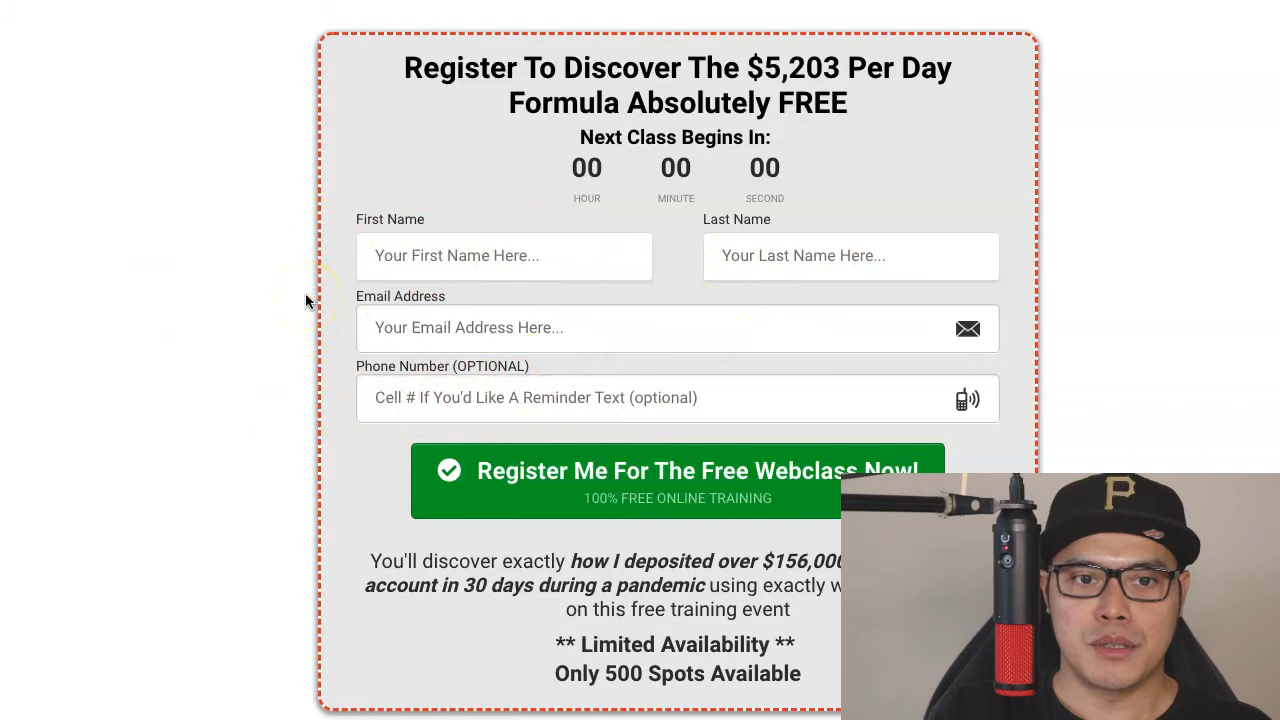 Register To Discover The $5,203 Per Day
Formula Absolutely FREE
Next Class Begins In:
00 00 00
HOUR MINUTE SECOND
First Name Last Name
Your First Name Here... Your Last Name Here...
Email Address
Your Email Address Here...
Phone Number (OPTIONAL)
Cell # If You'd Like A Reminder Text (optional)
Register Me For The Free Webclass Now!
100% FREE ONLINE TRAINING
You'll discover exactly how I deposited over $156,000
account in 30 days during a pandemic using exactly
on this free training event
** Limited Availability **
Only 500 Spots Available
P